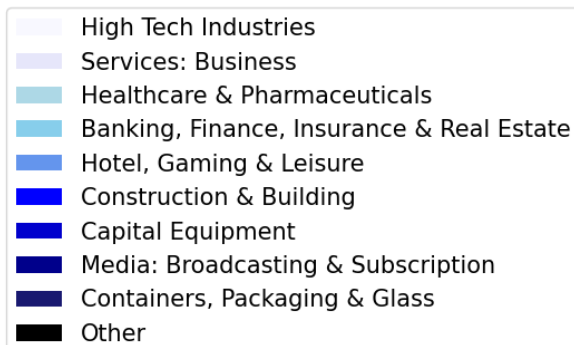 High Tech Industries
Services: Business
Healthcare & Pharmaceuticals
Banking, Finance, Insurance & Real Estate
Hotel, Gaming & Leisure
Construction & Building
Capital Equipment
Media: Broadcasting & Subscription
Containers, Packaging & Glass
Other